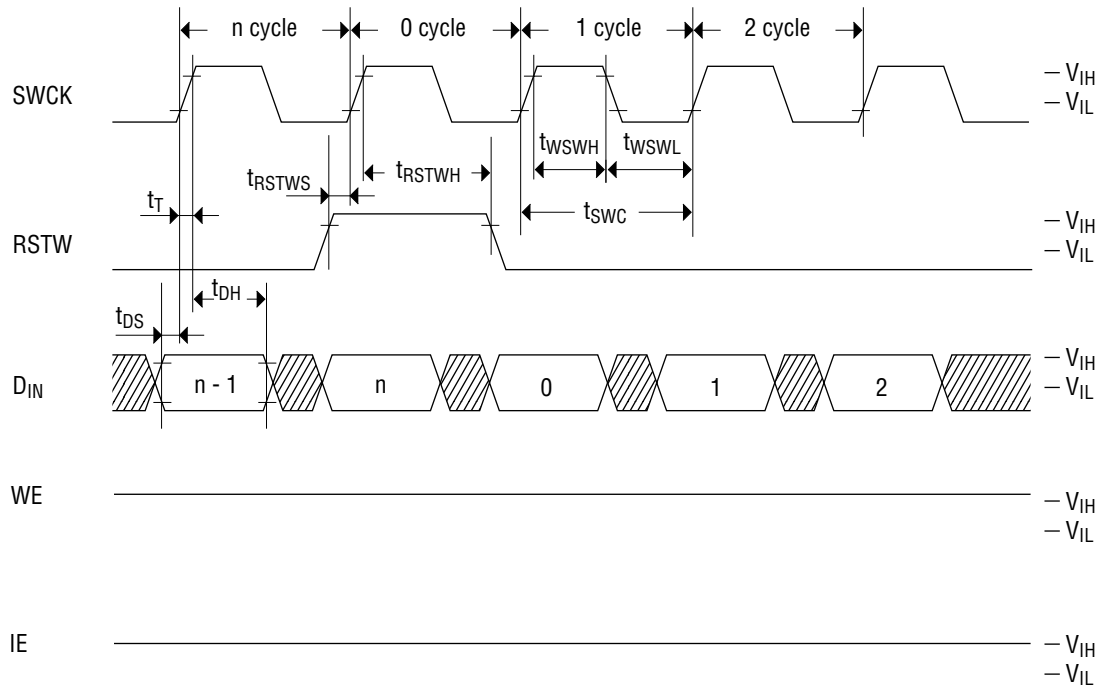 n cycle 0 cycle 1 cycle 2 cycle
SWCK
VIH
VIL
tWSWH tWSWL
tRSTWS tRSTWH
tT
tSWC
RSTW
VIH
VIL
tDH
tDS
DIN
n - 1 n 0 1 2
VIH
VIL
WE
VIH
VIL
IE
VIH
VIL